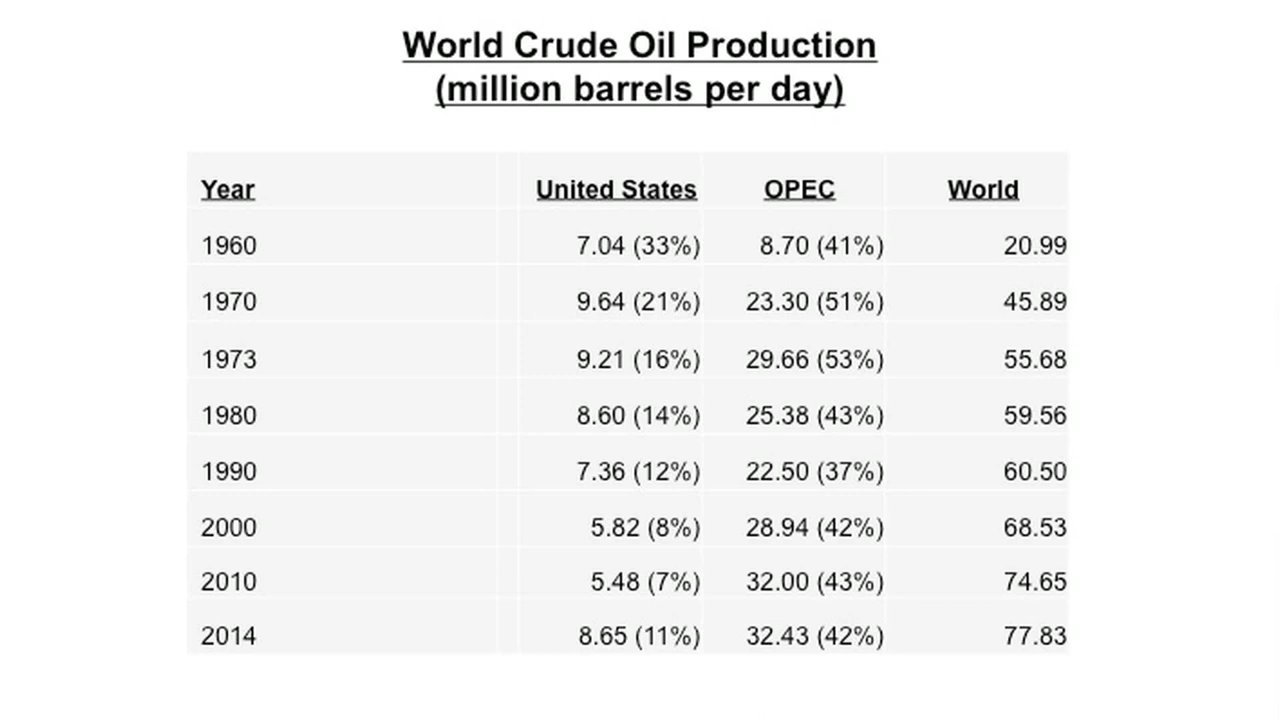 World Crude Oil Production
(million barrels per day)
Year United States OPEC World
1960 7.04 (33%) 8.70 (41%) 20.99
1970 9.64 (21%) 23.30 (51%) 45.89
1973 9.21 (16%) 29.66 (53%) 55.68
1980 8.60 (14%) 25.38 (43%) 59.56
1990 7.36 (12%) 22.50 (37%) 60.50
2000 5.82 (8%) 28.94 (42%) 68.53
2010 5.48 (7%) 32.00 (43%) 74.65
2014 8.65 (11%) 32.43 (42%) 77.83